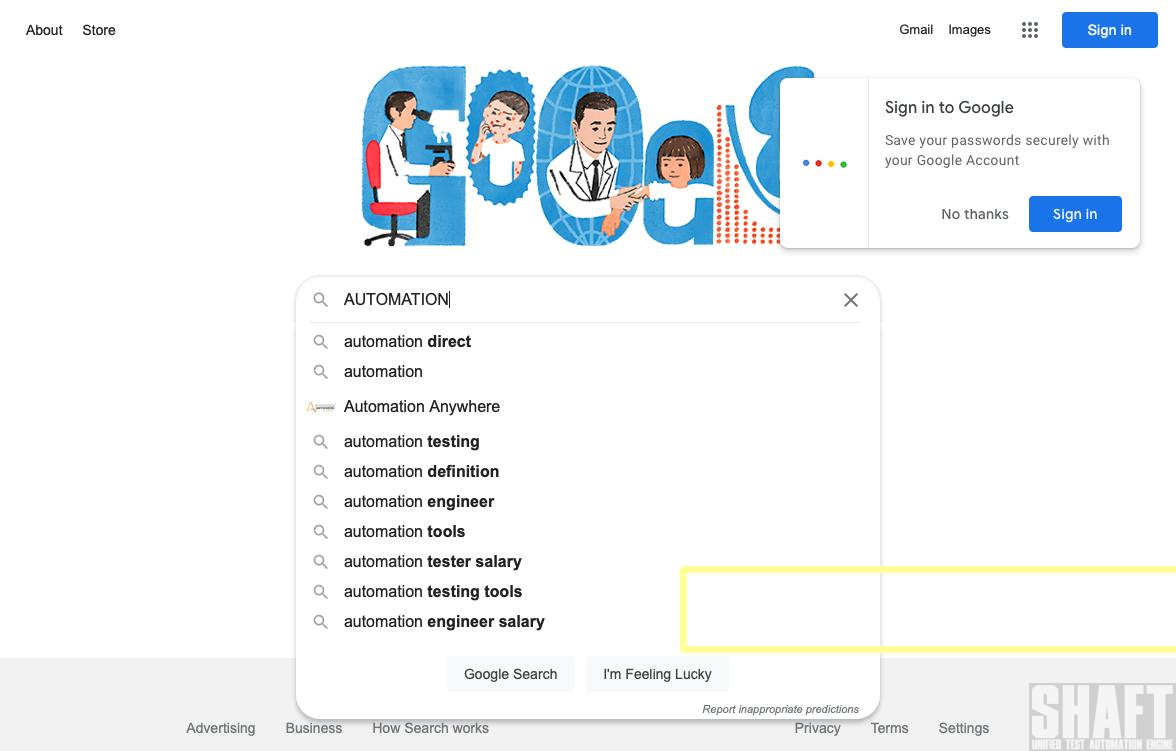 About Store
Gmail Images
Sign in
Sign in to Google
Save your passwords securely with
your Google Account
No thanks
Sign in
AUTOMATION
automation direct
automation
Automation Anywhere
automation testing
automation definition
automation engineer
automation tools
automation tester salary
automation testing tools
automation engineer salary
Google Search
I'm Feeling Lucky
Report inappropriate predictions
Advertising Business How Search works
Privacy Terms Settings
SHAFT
UNIFIED TEST AUTOMATION ENGINE